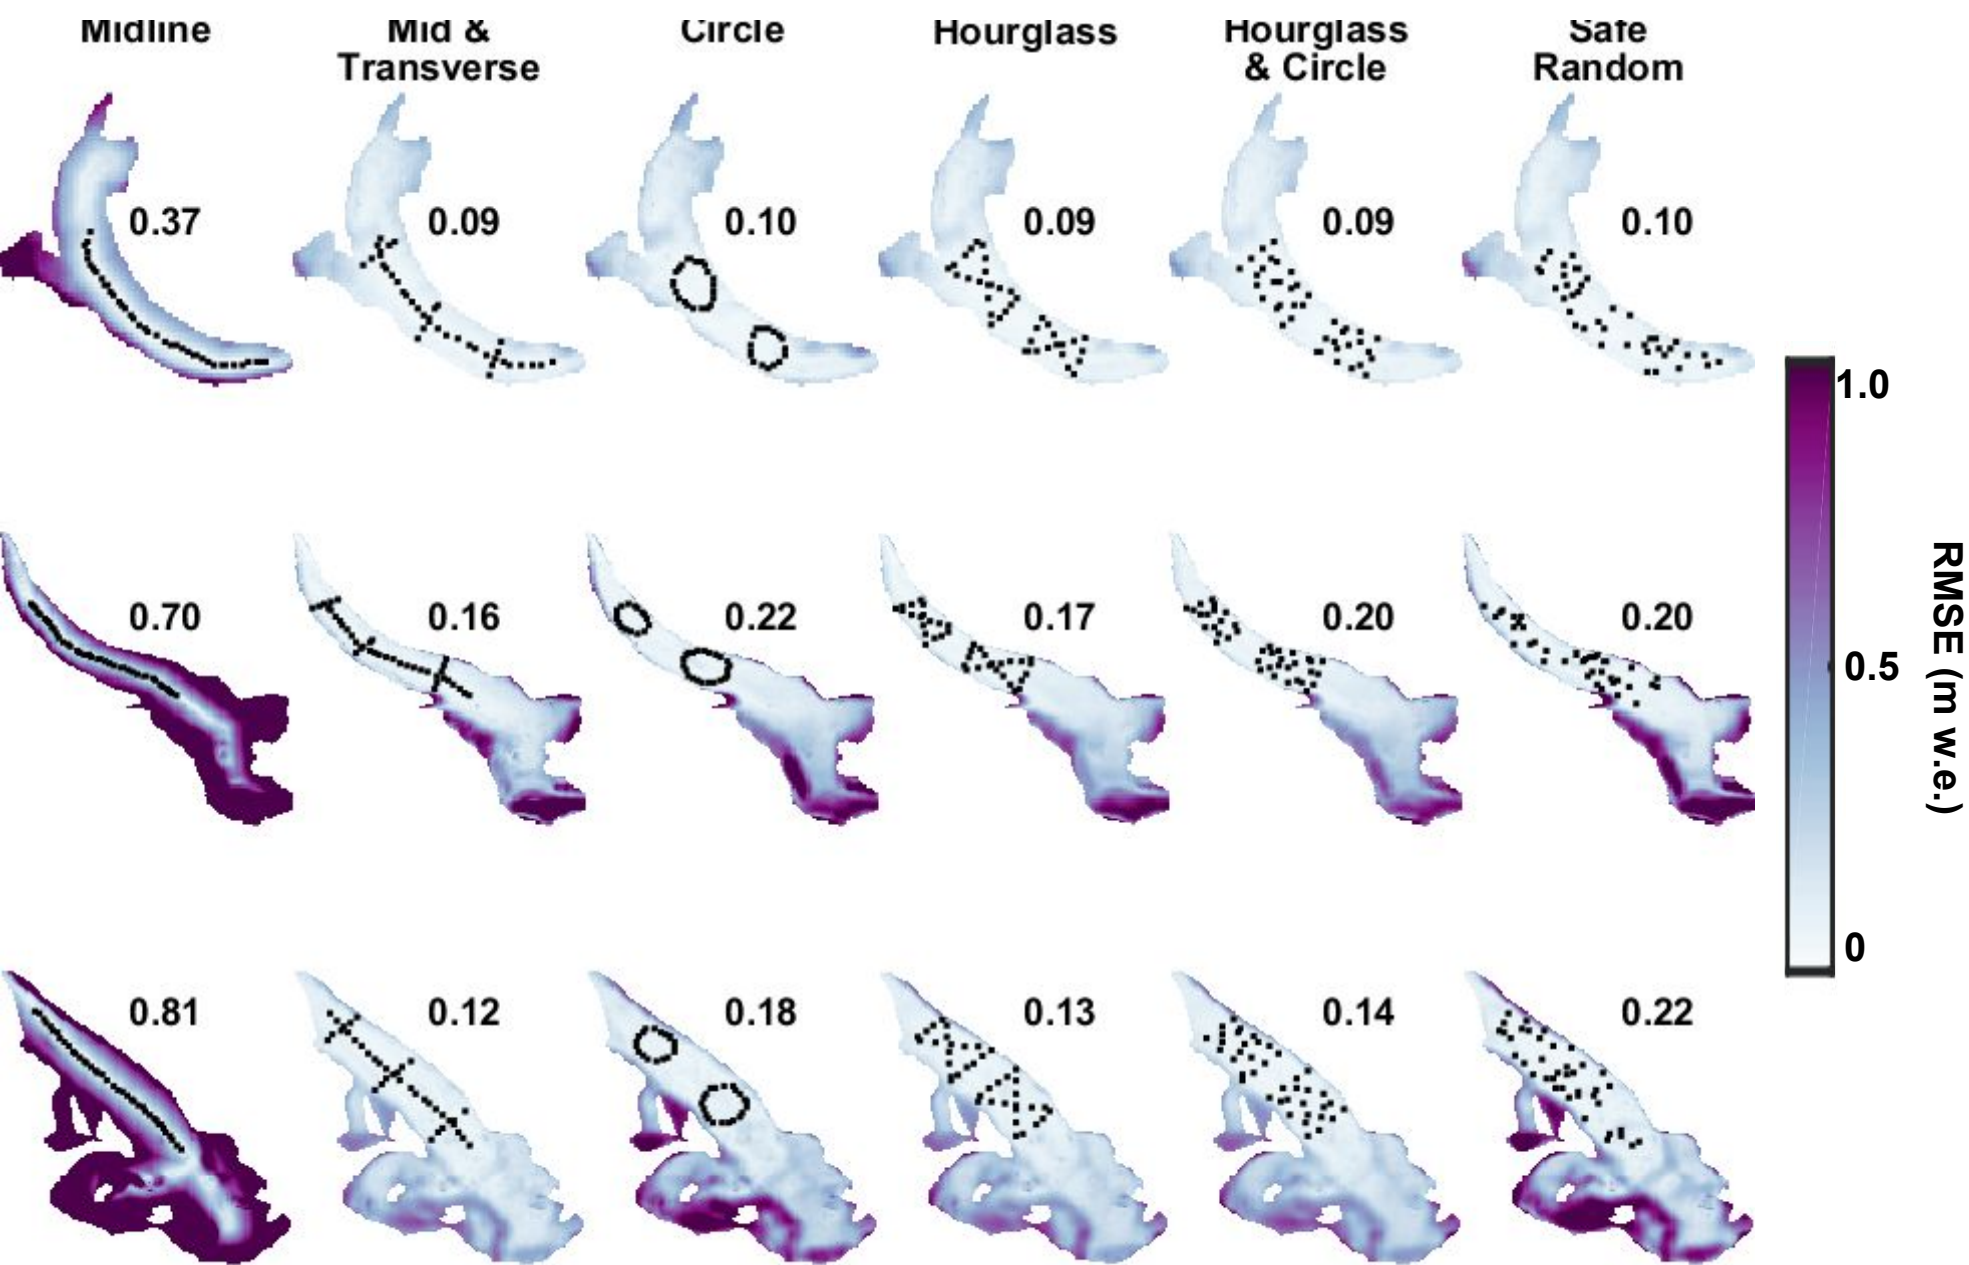 Midline
Mid &
Transverse
Circle
Hourglass
Hourglass
& Circle
Safe
Random
0.37
0.09
0.10
0.09
0.09
0.10
0.70
0.16
0.22
0.17
0.20
0.20
0.81
0.12
0.18
0.13
0.14
0.22
1.0
0.5
0
RMSE (m w.e.)